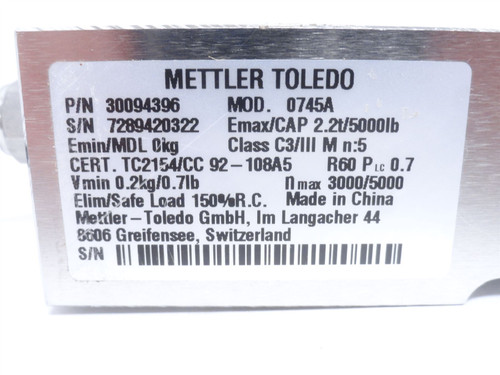 METTLER TOLEDO
P/N 30094396 MOD. 0745A
S/N 7289420322 Emax/CAP 2.2t/5000lb
Emin/MDL 0kg Class C3/III M n:5
CERT. TC2154/CC 92-108A5 R60 PLC 0.7
Vmin 0.2kg/0.7lb nmax 3000/5000
Elim/Safe Load 150%R.C. Made in China
Mettler-Toledo GmbH, Im Langacher 44
8606 Greifensee, Switzerland
S/N